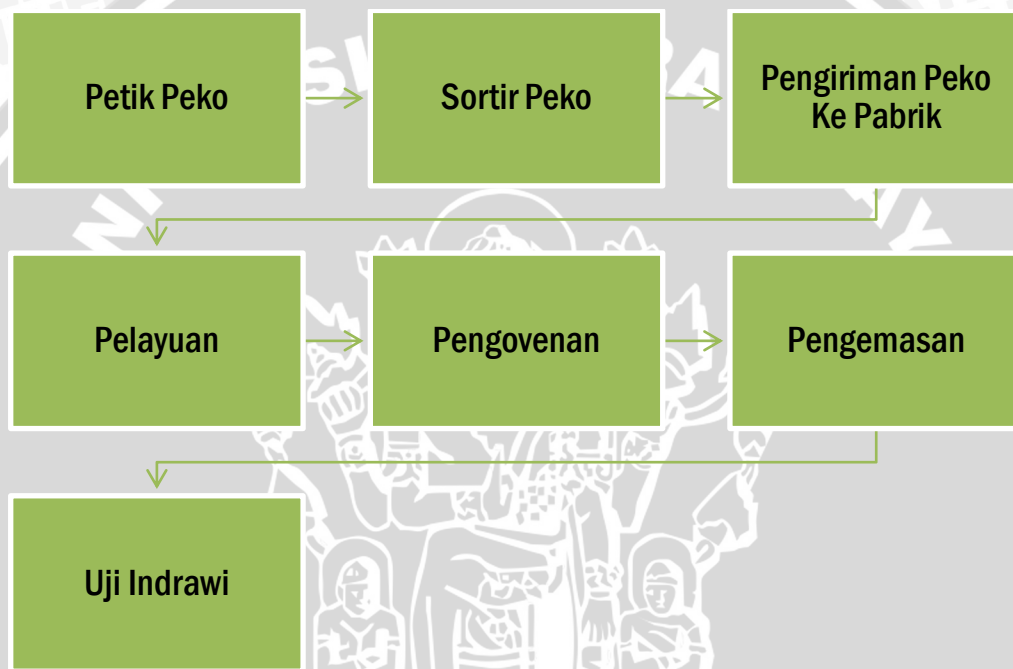 Petik Peko
Sortir Peko
Pengiriman Peko
Ke Pabrik
Pelayuan
Pengovenan
Pengemasan
Uji Indrawi